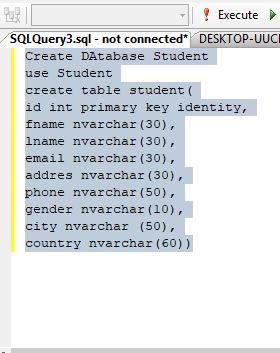 Execute
SQLQuery3.sql - not connected* DESKTOP-UUC
Create DAtabase Student
use Student
create table student(
id int primary key identity,
fname nvarchar(30),
lname nvarchar(30),
email nvarchar(30),
addres nvarchar(30),
phone nvarchar(50),
gender nvarchar(10),
city nvarchar (50),
country nvarchar(60))